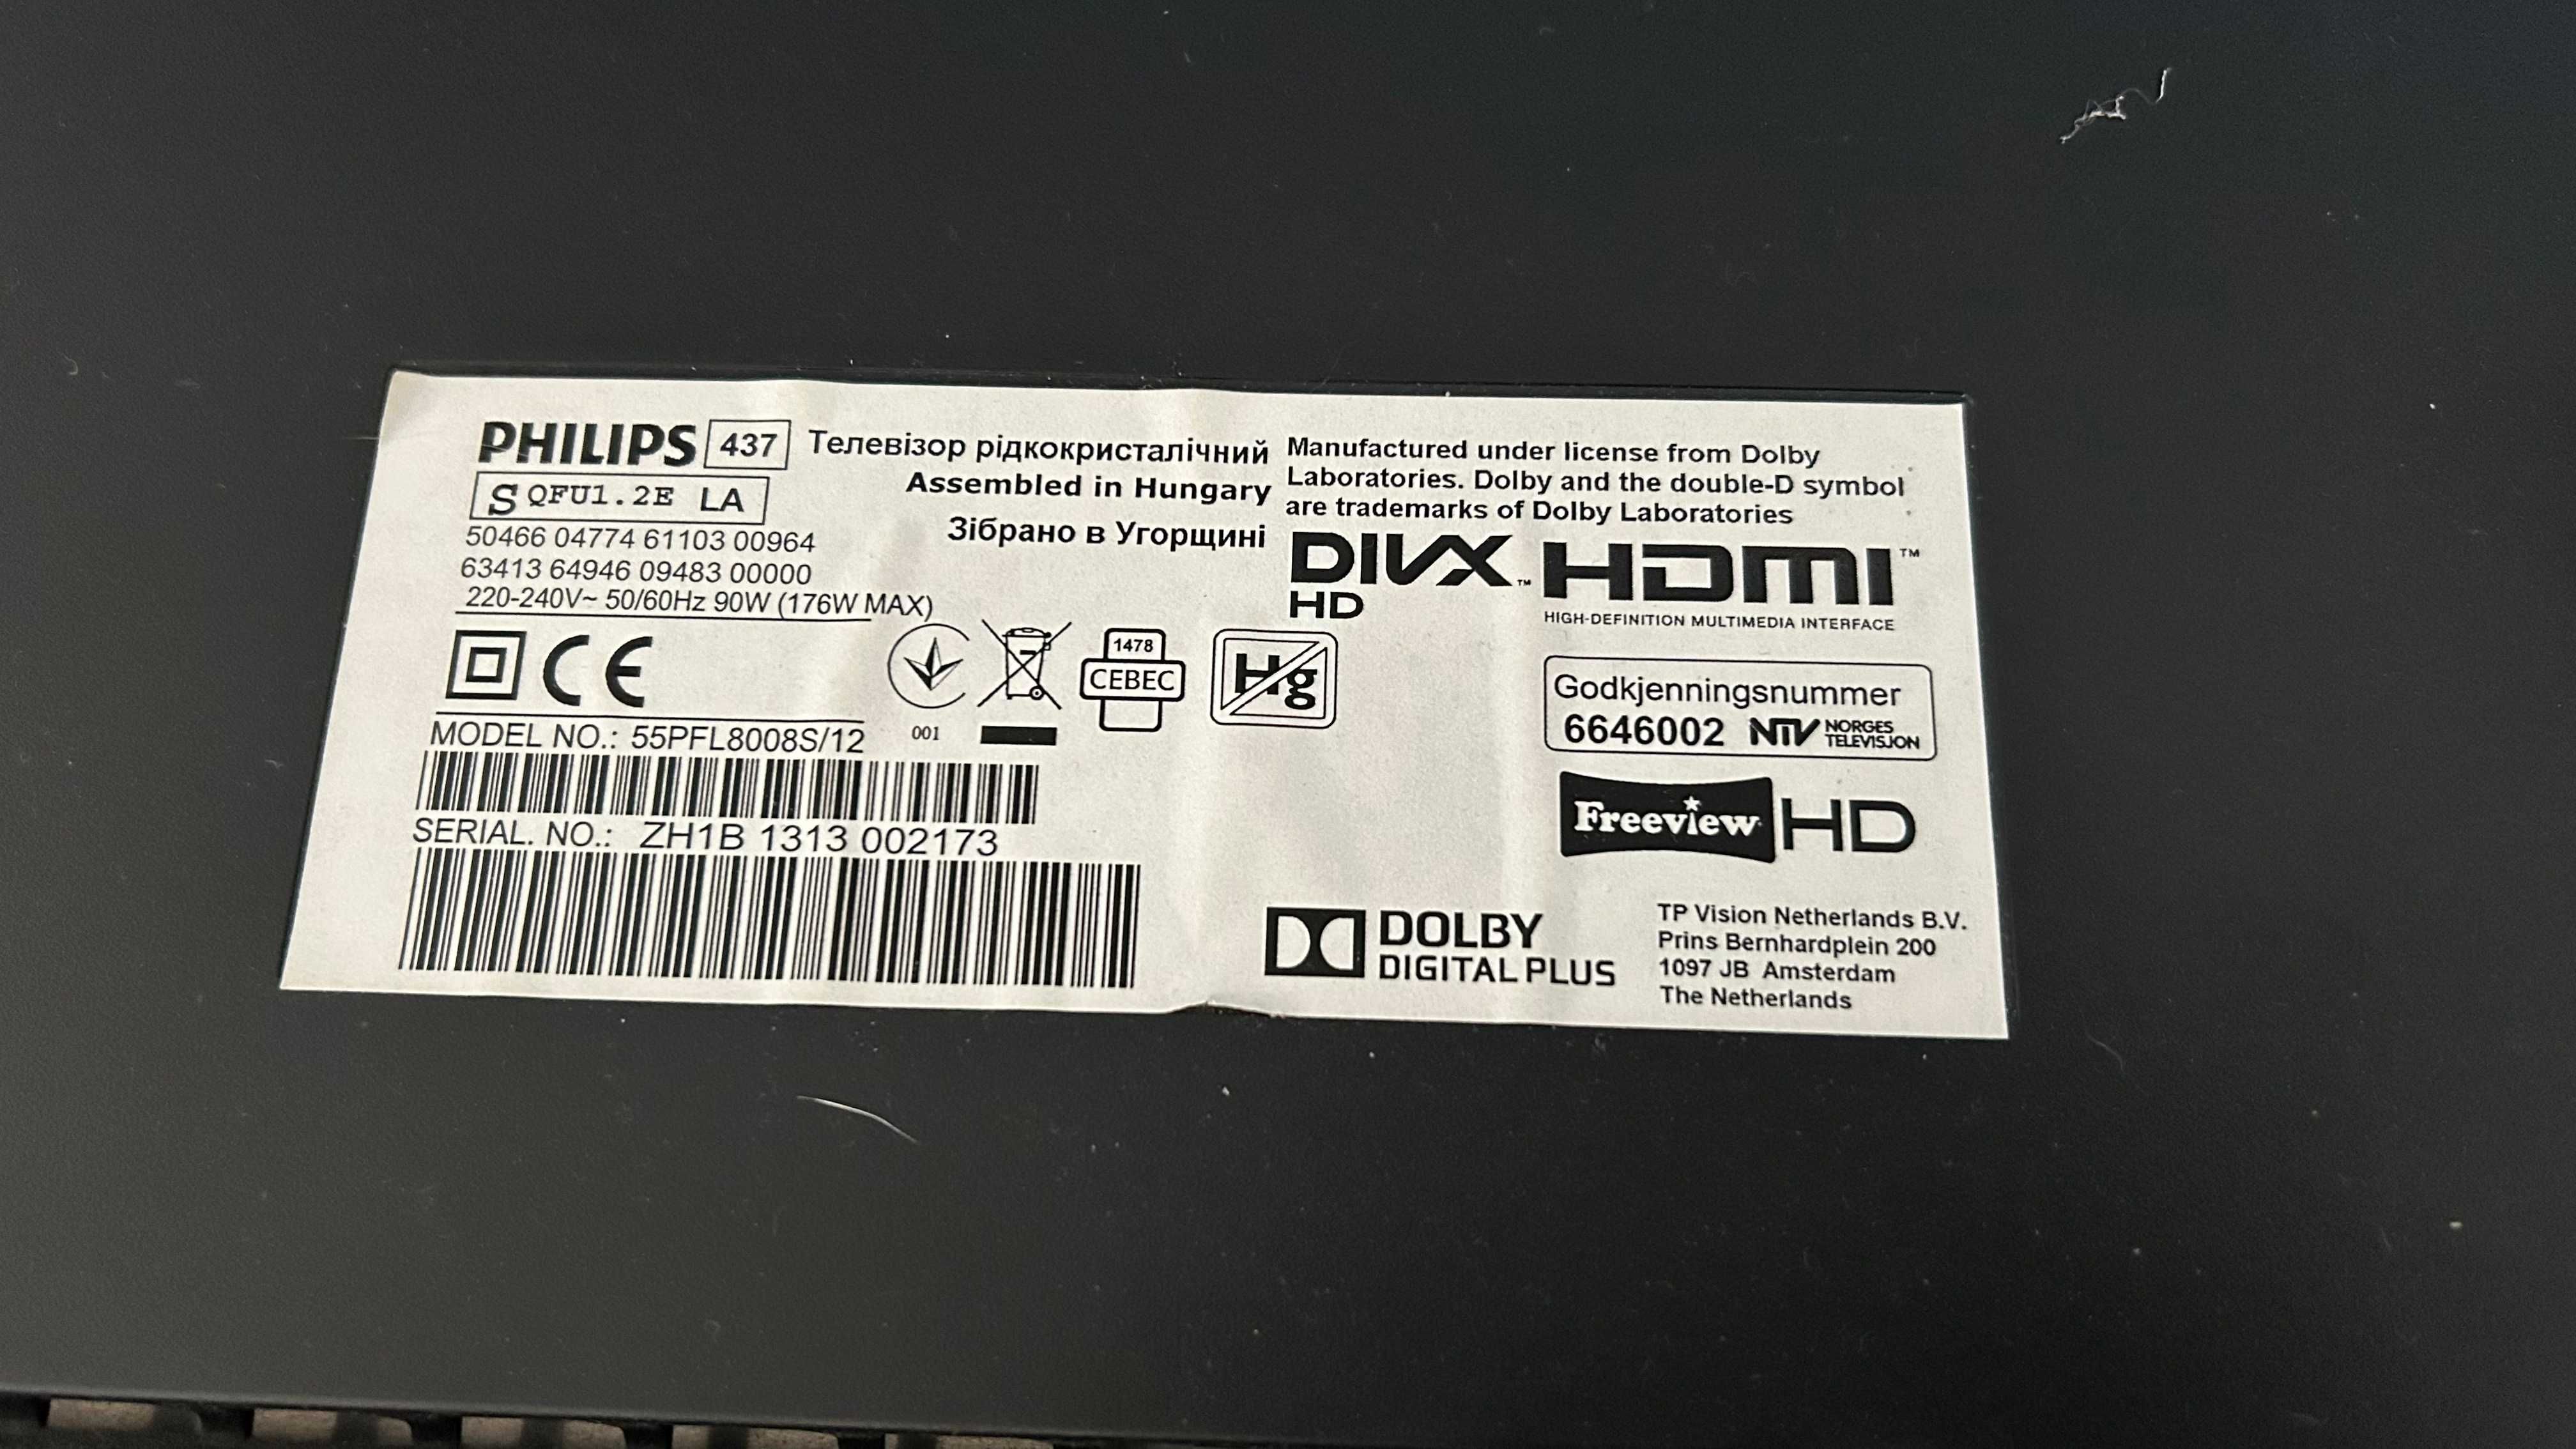 PHILIPS 437 Телевізор рідкокристалічний
S QFU1.2E LA
Assembled in Hungary
Зібрано в Угорщині
50466 04774 61103 00964
63413 64946 09483 00000
220-240V~ 50/60Hz 90W (176W MAX)
CE
001
1478
CEBEC
Hg
MODEL NO.: 55PFL8008S/12
SERIAL. NO.: ZH1B 1313 002173
Manufactured under license from Dolby
Laboratories. Dolby and the double-D symbol
are trademarks of Dolby Laboratories
DIVX™ HDMI™
HD
HIGH-DEFINITION MULTIMEDIA INTERFACE
Godkjenningsnummer
6646002 NTV NORGES
TELEVISJON
Freeview HD
DOLBY
DIGITAL PLUS
TP Vision Netherlands B.V.
Prins Bernhardplein 200
1097 JB Amsterdam
The Netherlands